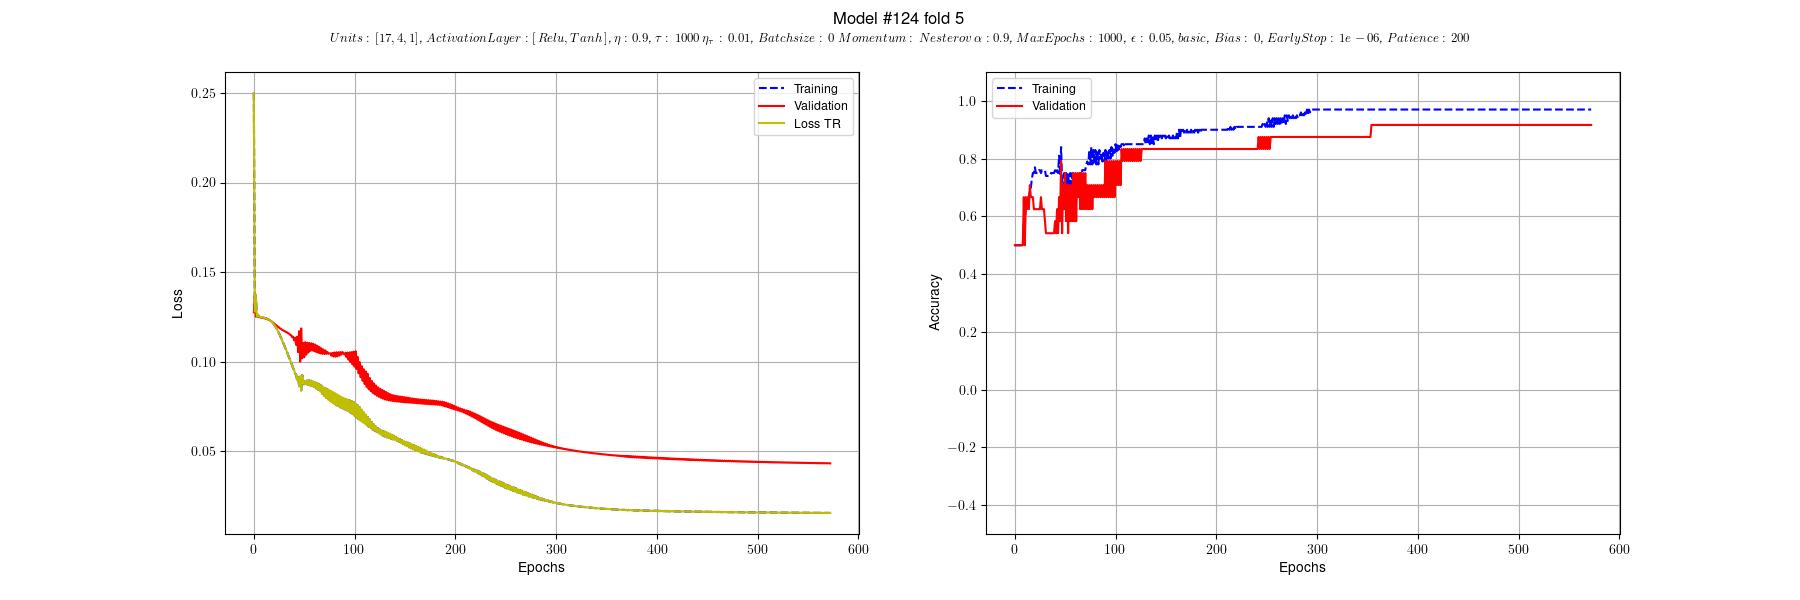 Model #124 fold 5
Units : [17, 4, 1], ActivationLayer : [Relu, Tanh], η : 0.9, τ : 1000 ητ : 0.01, Batchsize : 0 Momentum : Nesterov α : 0.9, MaxEpochs : 1000, ϵ : 0.05, basic, Bias : 0, EarlyStop : 1e − 06, Patience : 200
Training
Validation
Loss TR
0.25
0.20
0.15
0.10
0.05
Loss
0 100 200 300 400 500 600
Epochs
Training
Validation
1.0
0.8
0.6
0.4
0.2
0.0
−0.2
−0.4
Accuracy
0 100 200 300 400 500 600
Epochs